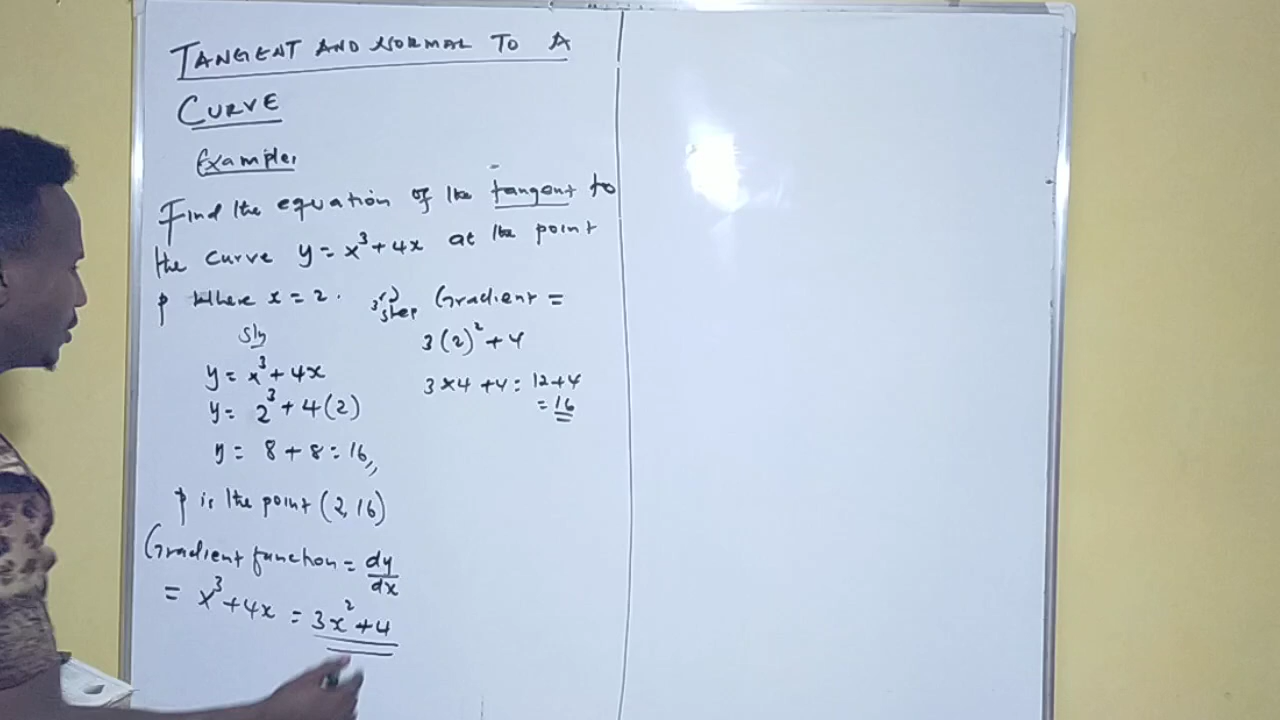 TANGENT AND NORMAL TO A
CURVE
Example,
Find the equation of the tangent to
the curve y = x³ + 4x at the point
p where x = 2.
Sln
y = x³ + 4x
y = 2³ + 4(2)
y = 8 + 8 = 16,,
p is the point (2, 16)
Gradient function = dy/dx
= x³ + 4x = 3x² + 4
3rd step Gradient =
3(2)² + 4
3 × 4 + 4 = 12 + 4
= 16